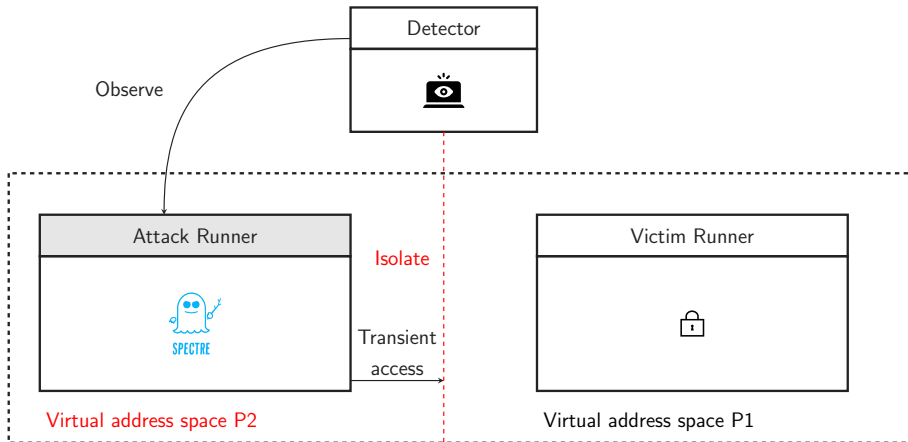 Detector
Observe
Attack Runner
Victim Runner
Isolate
SPECTRE
Transient
access
Virtual address space P2
Virtual address space P1